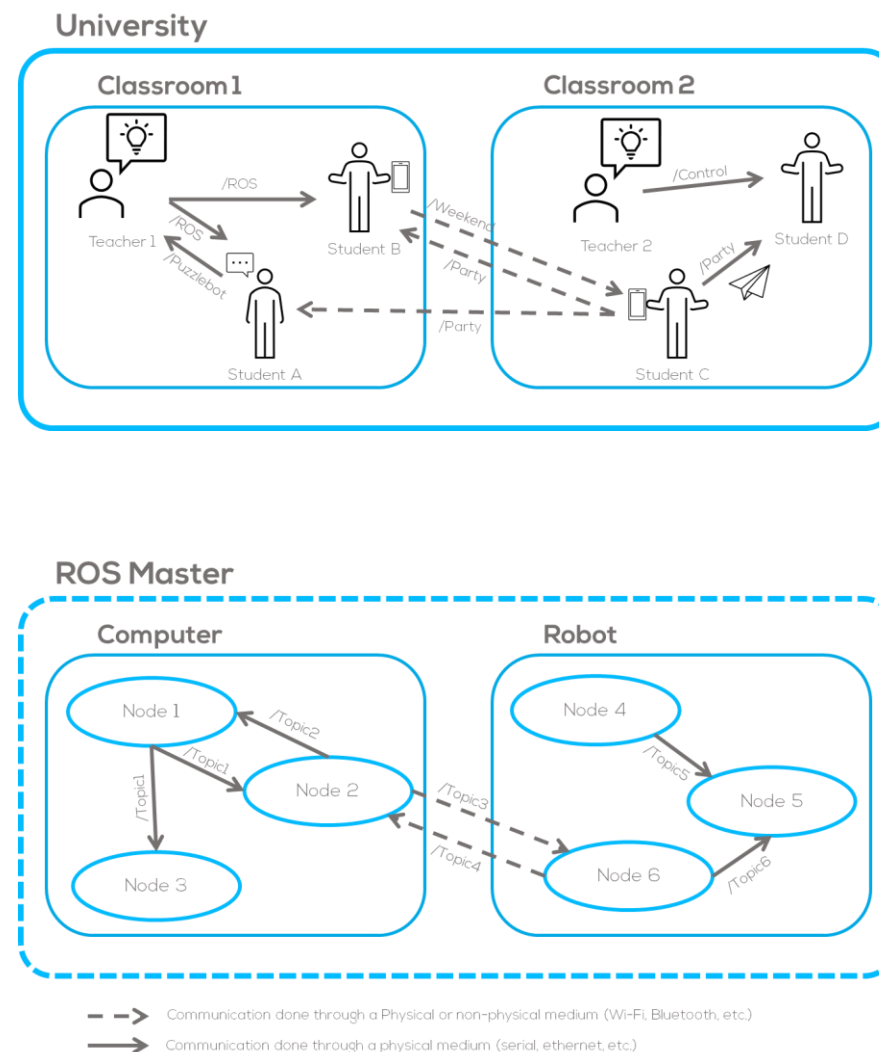 University
Classroom 1
Classroom 2
/ROS
/Control
/ROS
/Weekend
Teacher 1
Student B
Teacher 2
Student D
/Puzzlebot
/Party
/Party
/Party
Student A
Student C
ROS Master
Computer
Robot
Node 1
Node 4
/Topic2
/Topic1
/Topic5
/Topic1
Node 2
/Topic3
Node 5
/Topic4
Node 3
Node 6
/Topic6
Communication done through a Physical or non-physical medium (Wi-Fi, Bluetooth, etc.)
Communication done through a physical medium (serial, ethernet, etc.)